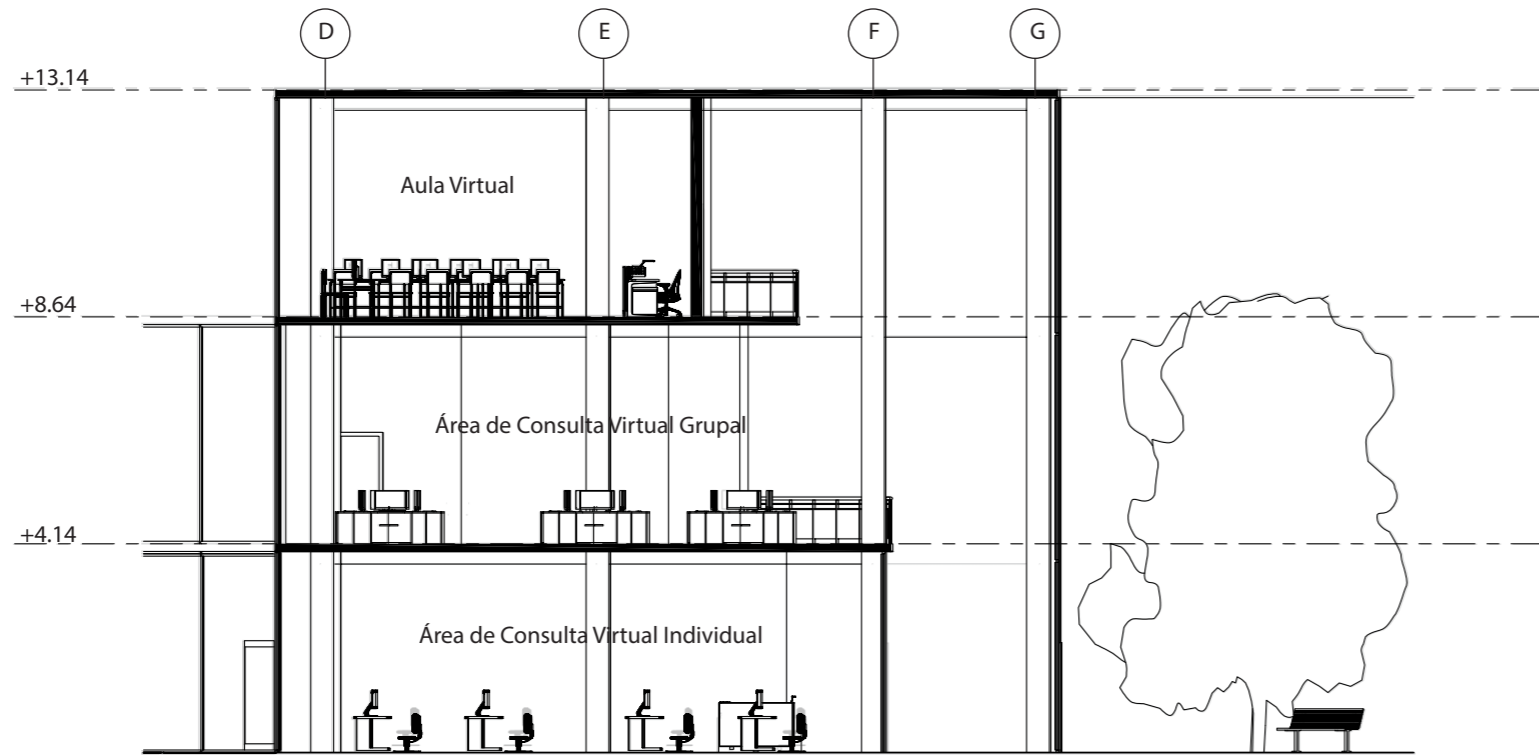 D
E
F
G
+13.14
Aula Virtual
+8.64
Área de Consulta Virtual Grupal
+4.14
Área de Consulta Virtual Individual